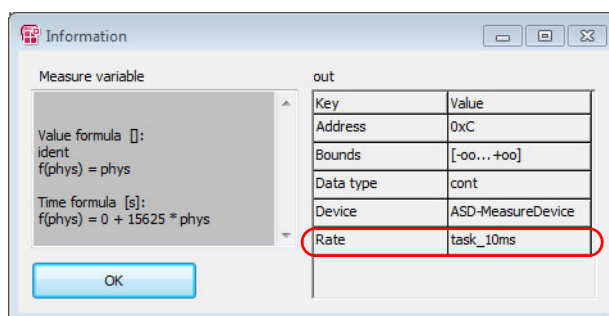 Information
Measure variable
Value formula  []:
ident
f(phys) = phys
Time formula  [s]:
f(phys) = 0 + 15625 * phys
OK
out
Key Value
Address 0xC
Bounds [-oo...+oo]
Data type cont
Device ASD-MeasureDevice
Rate task_10ms